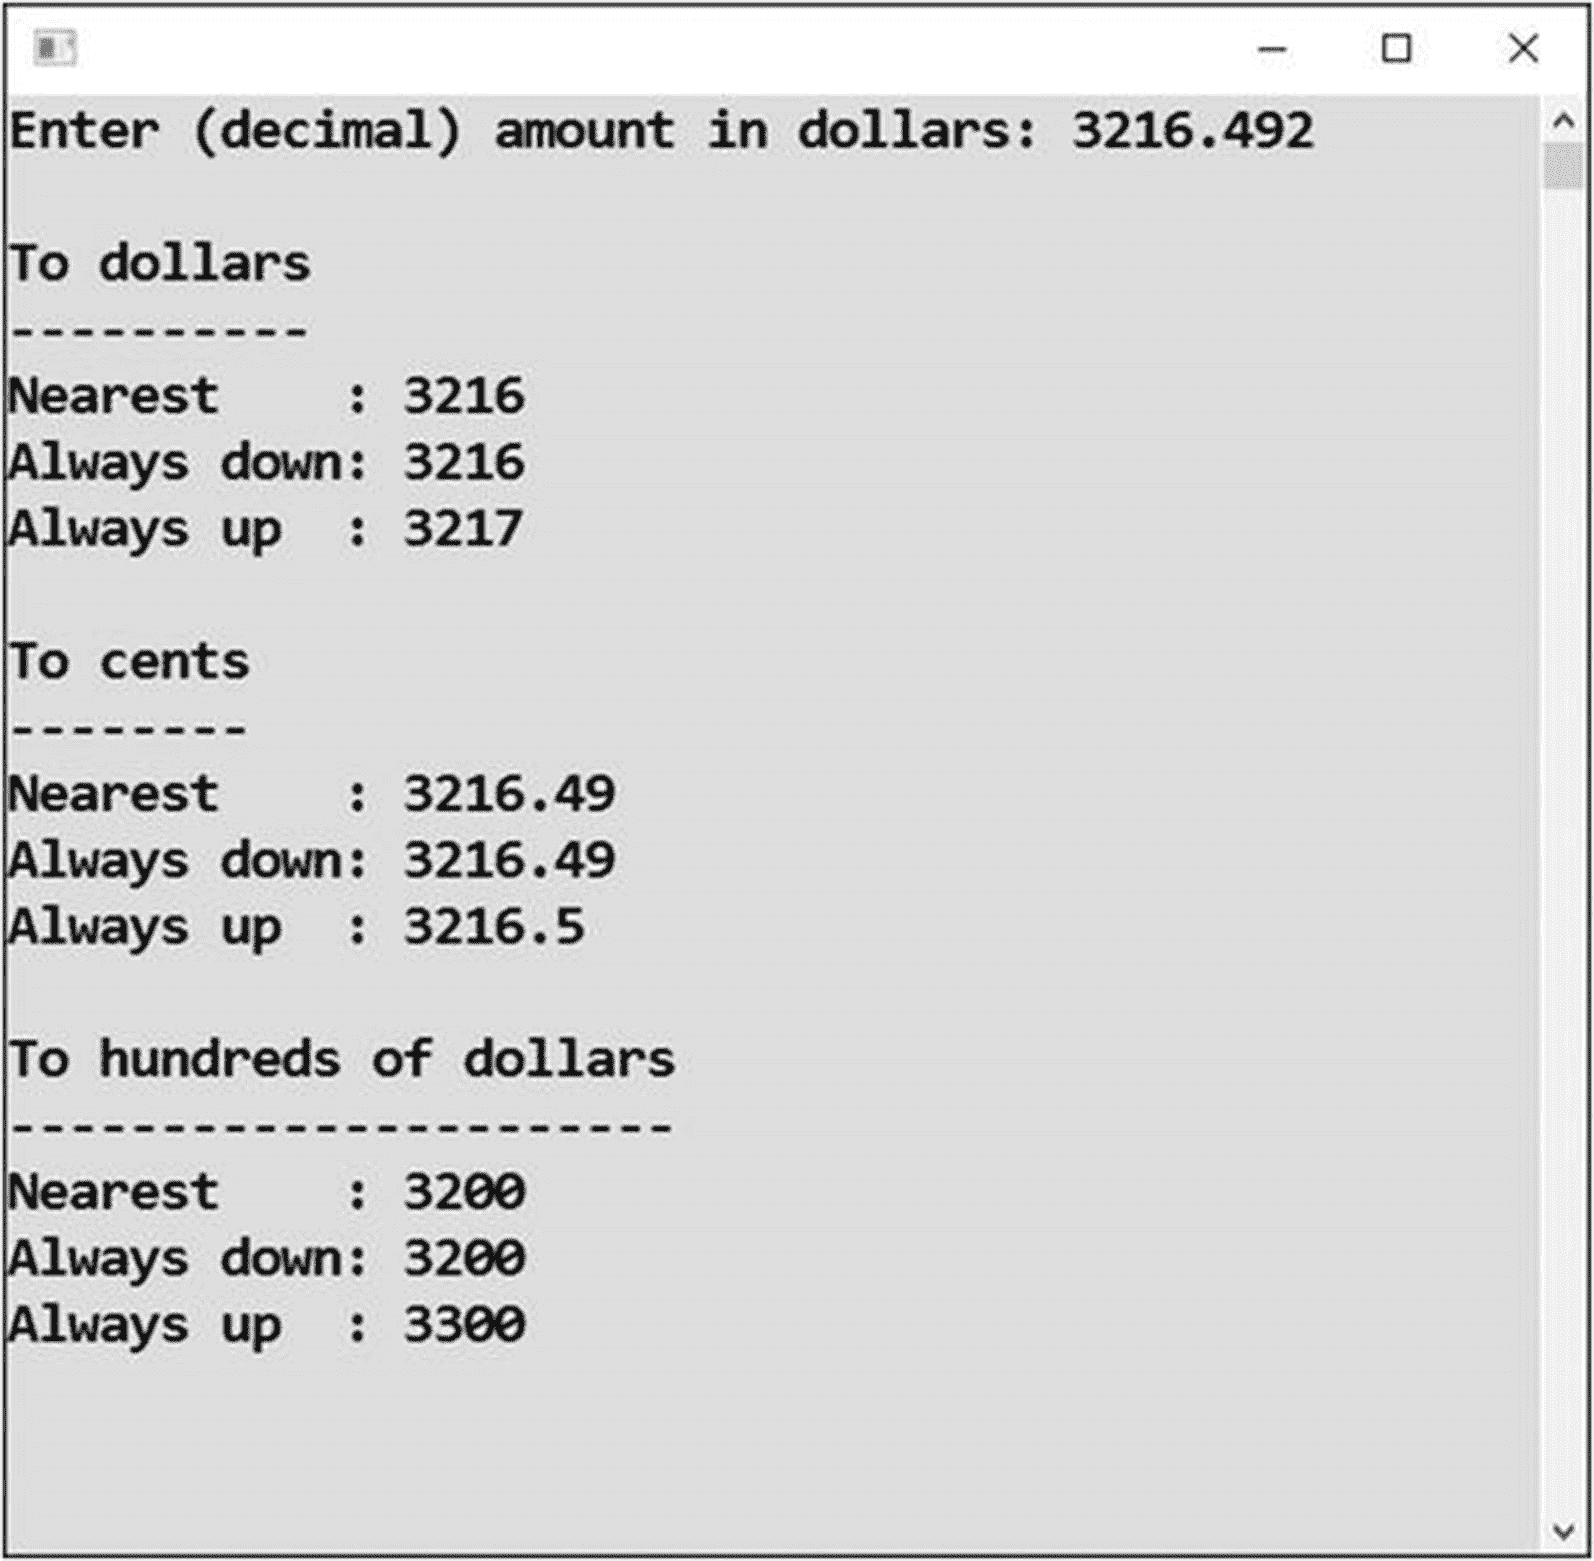 Enter (decimal) amount in dollars: 3216.492
To dollars
----------
Nearest    : 3216
Always down: 3216
Always up  : 3217
To cents
--------
Nearest    : 3216.49
Always down: 3216.49
Always up  : 3216.5
To hundreds of dollars
----------------------
Nearest    : 3200
Always down: 3200
Always up  : 3300